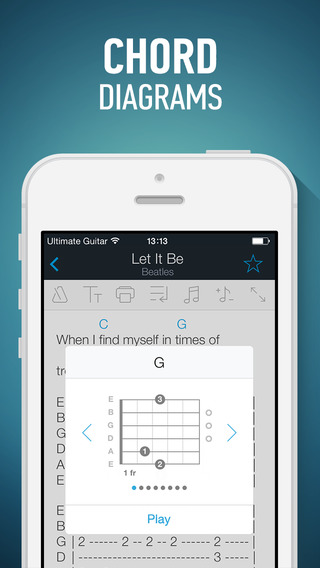 CHORD
DIAGRAMS
Ultimate Guitar 13:13
Let It Be
Beatles
C G
When I find myself in times of
G
E
B
G
D
A
E
3
1
2
1 fr
Play
E
B
G
D
A
E
E
B
G | 2 ------ 2 -- 2 -- 2 ------ 2 -- |
D | -------------------------- 3 ---- |